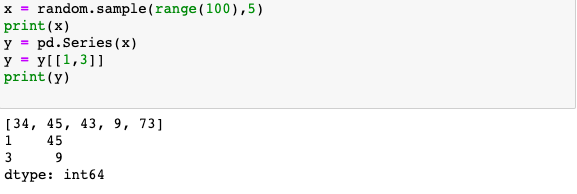 x = random.sample(range(100),5)
print(x)
y = pd.Series(x)
y = y[[1,3]]
print(y)
[34, 45, 43, 9, 73]
1    45
3     9
dtype: int64